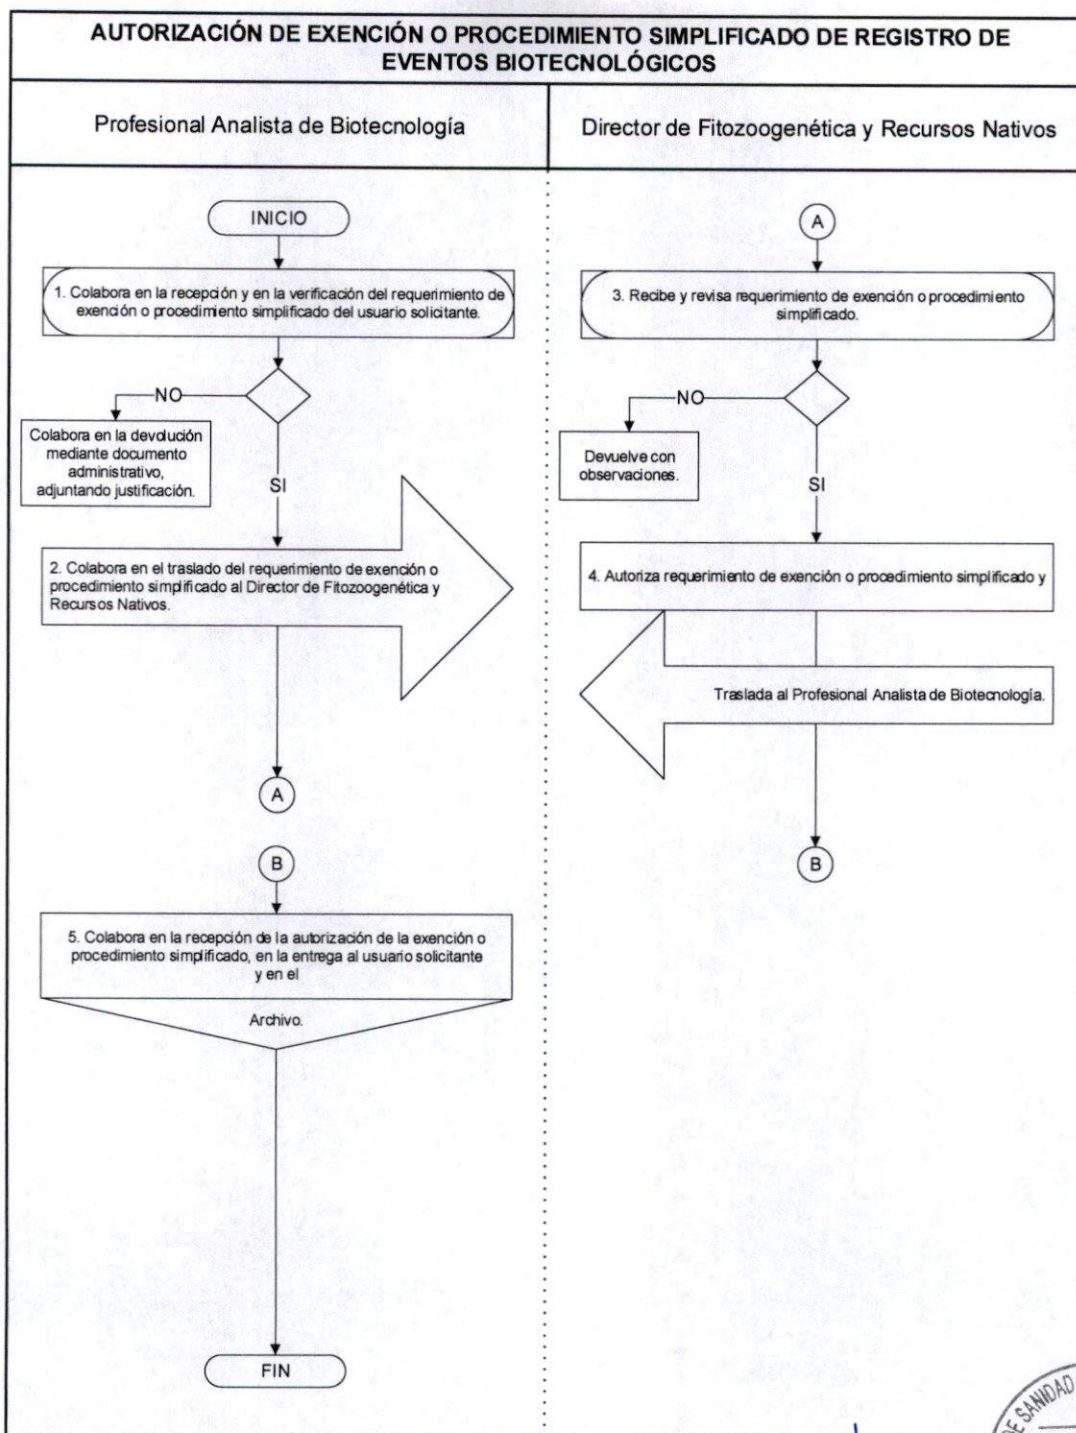 AUTORIZACIÓN DE EXENCIÓN O PROCEDIMIENTO SIMPLIFICADO DE REGISTRO DE
EVENTOS BIOTECNOLÓGICOS
Profesional Analista de Biotecnología
Director de Fitozoogenética y Recursos Nativos
INICIO
1. Colabora en la recepción y en la verificación del requerimiento de
exención o procedimiento simplificado del usuario solicitante.
NO
Colabora en la devolución
mediante documento
administrativo,
adjuntando justificación.
SI
2. Colabora en el traslado del requerimiento de exención o
procedimiento simplificado al Director de Fitozoogenética y
Recursos Nativos.
A
B
5. Colabora en la recepción de la autorización de la exención o
procedimiento simplificado, en la entrega al usuario solicitante
y en el
Archivo.
FIN
A
3. Recibe y revisa requerimiento de exención o procedimiento
simplificado.
NO
Devuelve con
observaciones.
SI
4. Autoriza requerimiento de exención o procedimiento simplificado y
Traslada al Profesional Analista de Biotecnología.
B
DE SANIDAD